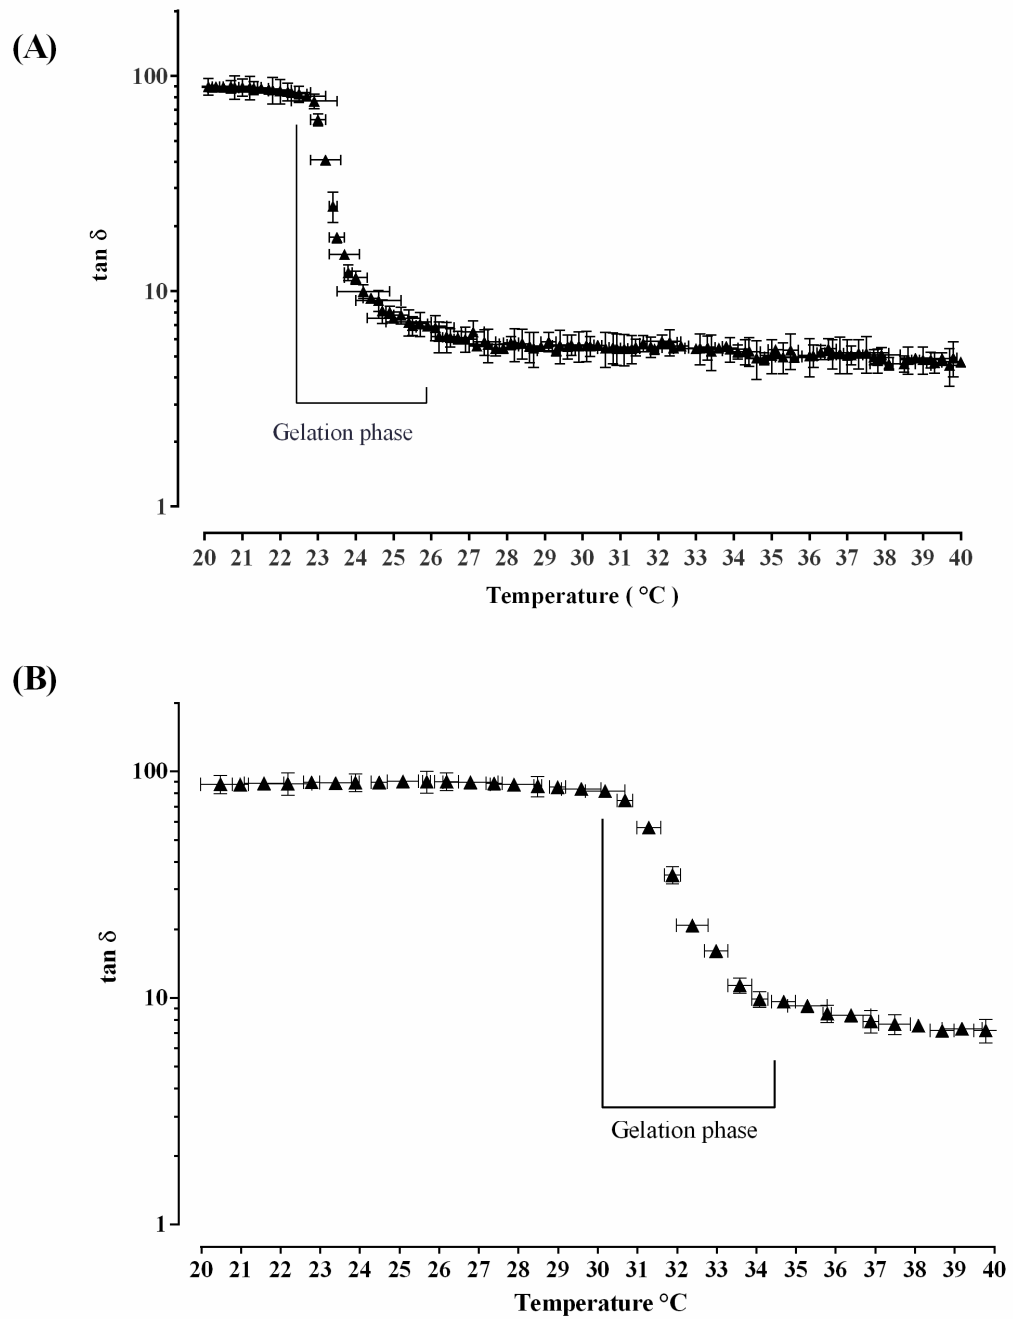 (A)
100
10
1
tan δ
Gelation phase
20 21 22 23 24 25 26 27 28 29 30 31 32 33 34 35 36 37 38 39 40
Temperature ( °C )
(B)
100
10
1
tan δ
Gelation phase
20 21 22 23 24 25 26 27 28 29 30 31 32 33 34 35 36 37 38 39 40
Temperature °C